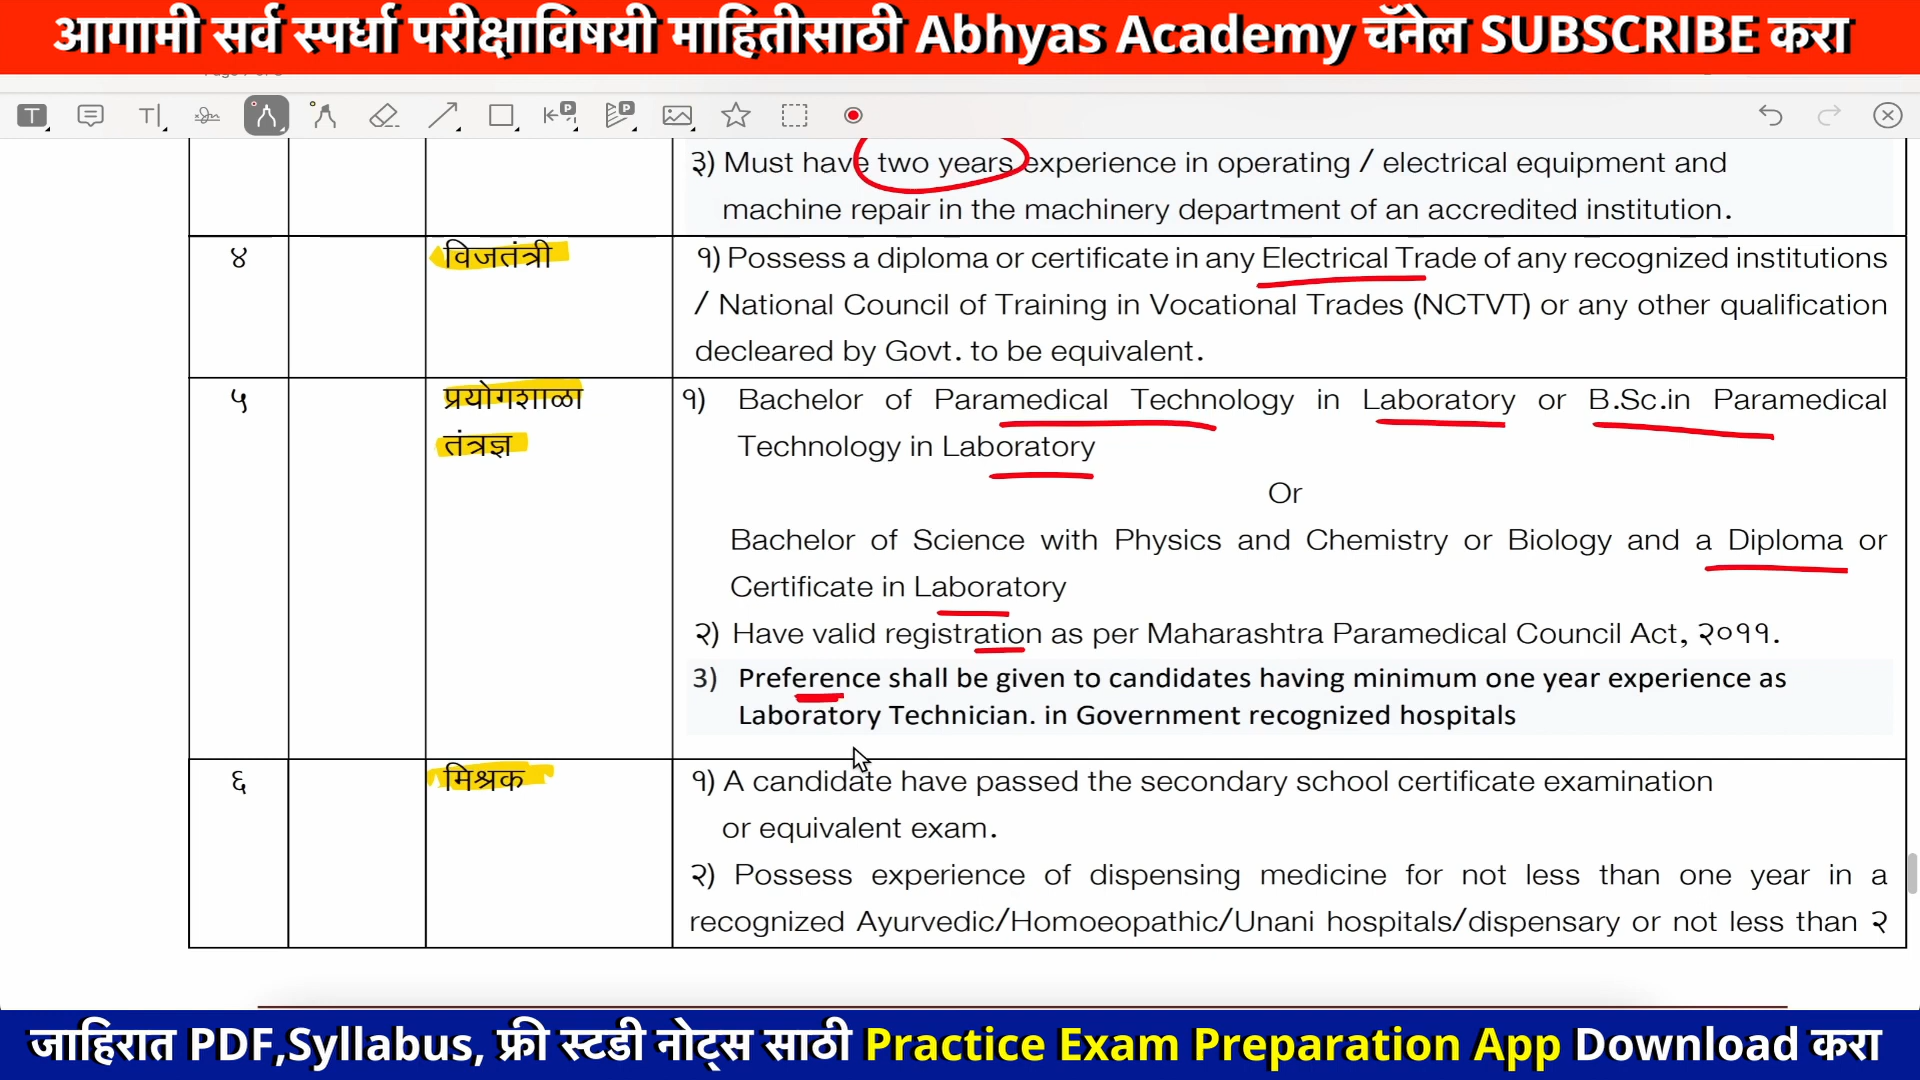 आगामी सर्व स्पर्धा परीक्षाविषयी माहितीसाठी Abhyas Academy चॅनेल SUBSCRIBE करा
३) Must have two years experience in operating / electrical equipment and
machine repair in the machinery department of an accredited institution.
४ विजतंत्री १) Possess a diploma or certificate in any Electrical Trade of any recognized institutions
/ National Council of Training in Vocational Trades (NCTVT) or any other qualification
decleared by Govt. to be equivalent.
५ प्रयोगशाळा १) Bachelor of Paramedical Technology in Laboratory or B.Sc.in Paramedical
तंत्रज्ञ Technology in Laboratory
Or
Bachelor of Science with Physics and Chemistry or Biology and a Diploma or
Certificate in Laboratory
२) Have valid registration as per Maharashtra Paramedical Council Act, २०११.
3) Preference shall be given to candidates having minimum one year experience as
Laboratory Technician. in Government recognized hospitals
६ मिश्रक १) A candidate have passed the secondary school certificate examination
or equivalent exam.
२) Possess experience of dispensing medicine for not less than one year in a
recognized Ayurvedic/Homoeopathic/Unani hospitals/dispensary or not less than २
जाहिरात PDF,Syllabus, फ्री स्टडी नोट्स साठी Practice Exam Preparation App Download करा